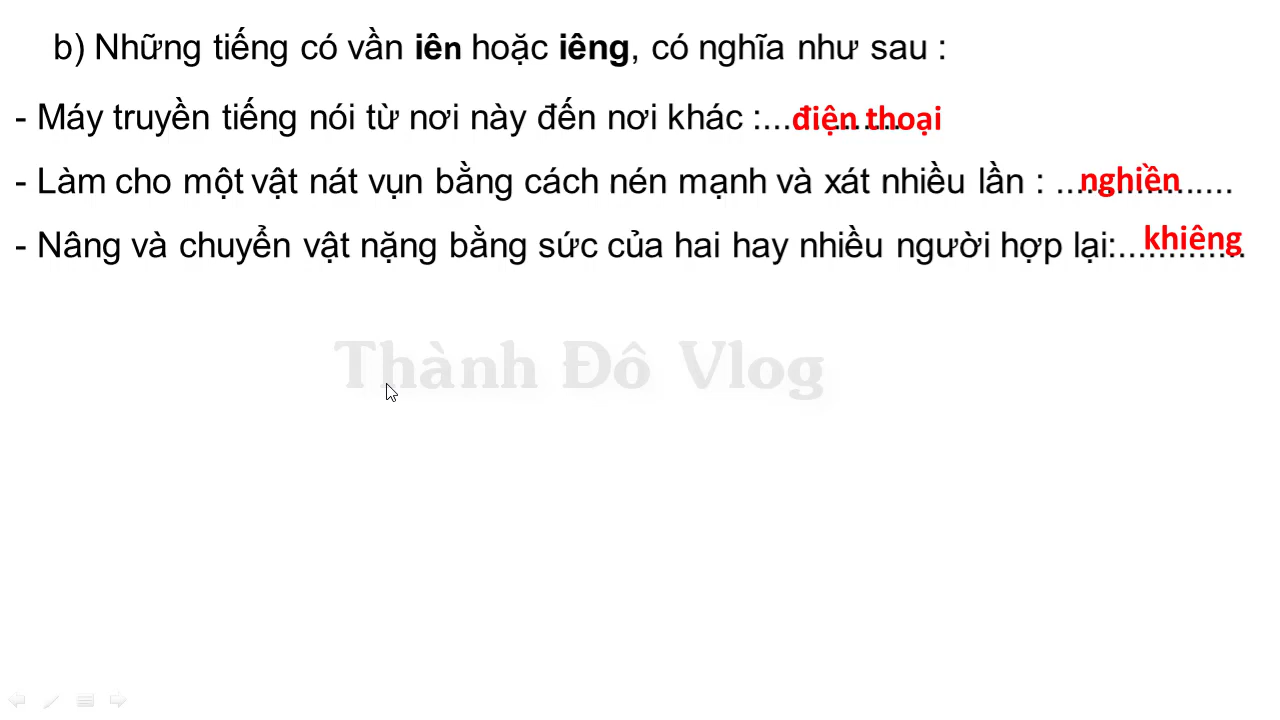 b) Những tiếng có vần iên hoặc iêng, có nghĩa như sau :
- Máy truyền tiếng nói từ nơi này đến nơi khác :... điện thoại
- Làm cho một vật nát vụn bằng cách nén mạnh và xát nhiều lần : ...nghiền......
- Nâng và chuyển vật nặng bằng sức của hai hay nhiều người hợp lại:...khiêng
Thành Đô Vlog